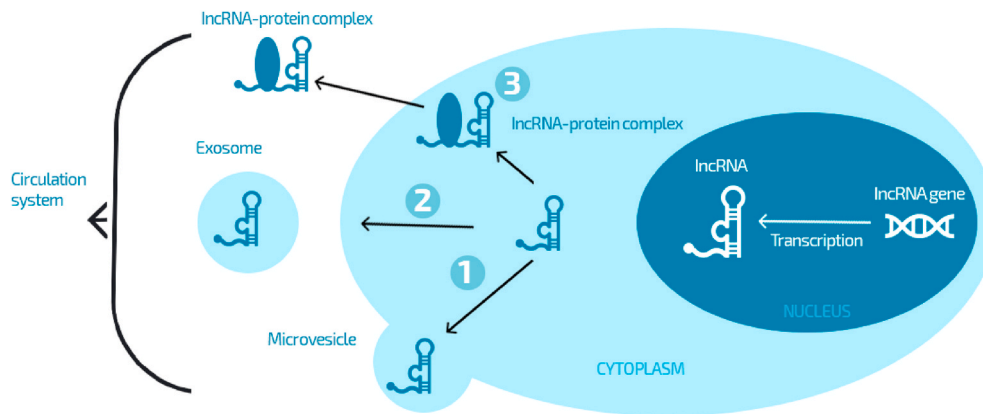 lncRNA-protein complex
3
lncRNA-protein complex
Exosome
lncRNA
Circulation
system
2
lncRNA gene
Transcription
1
NUCLEUS
Microvesicle
CYTOPLASM